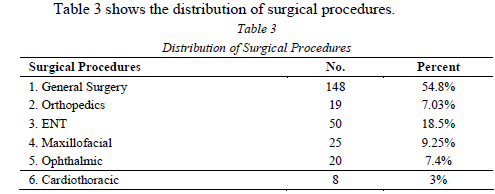 Table 3 shows the distribution of surgical procedures.
Table 3
Distribution of Surgical Procedures
Surgical Procedures No. Percent
1. General Surgery 148 54.8%
2. Orthopedics 19 7.03%
3. ENT 50 18.5%
4. Maxillofacial 25 9.25%
5. Ophthalmic 20 7.4%
6. Cardiothoracic 8 3%